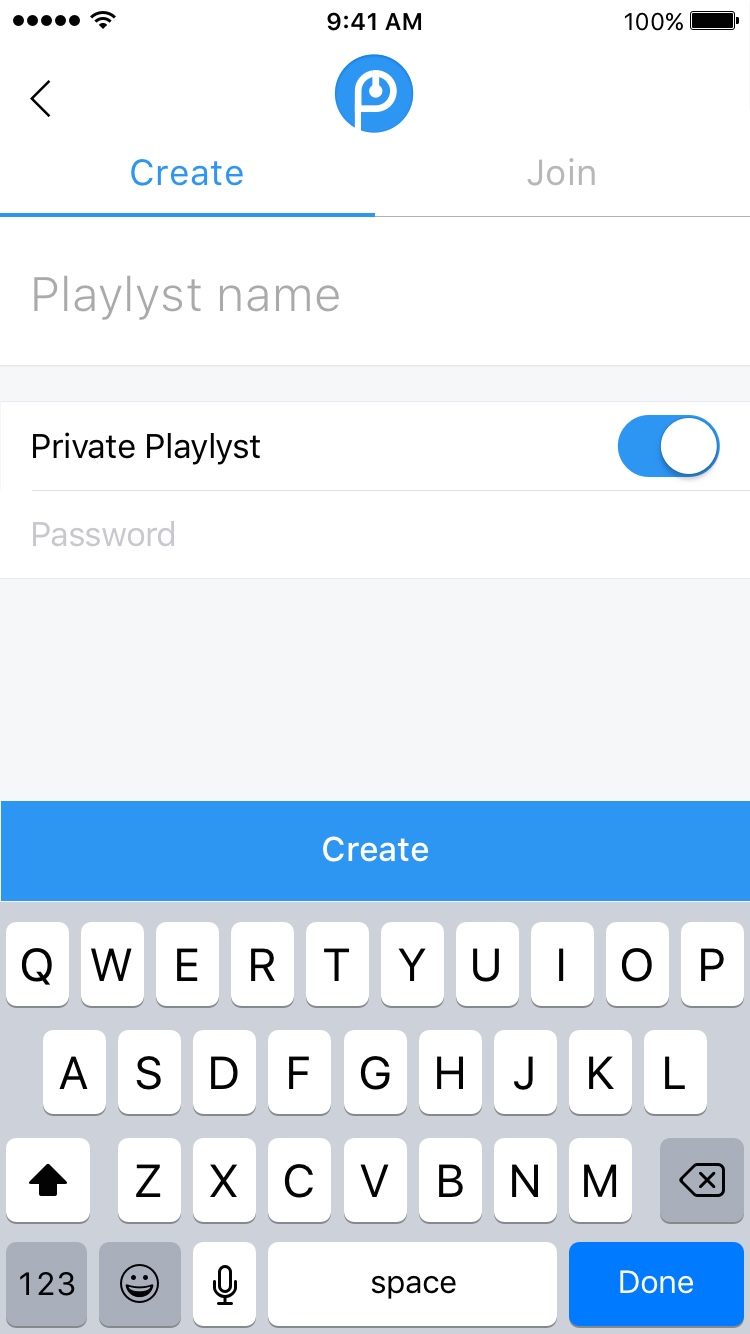 9:41 AM
100%
Create
Join
Playlyst name
Private Playlyst
Password
Create
Q W E R T Y U I O P
A S D F G H J K L
Z X C V B N M
123 space Done